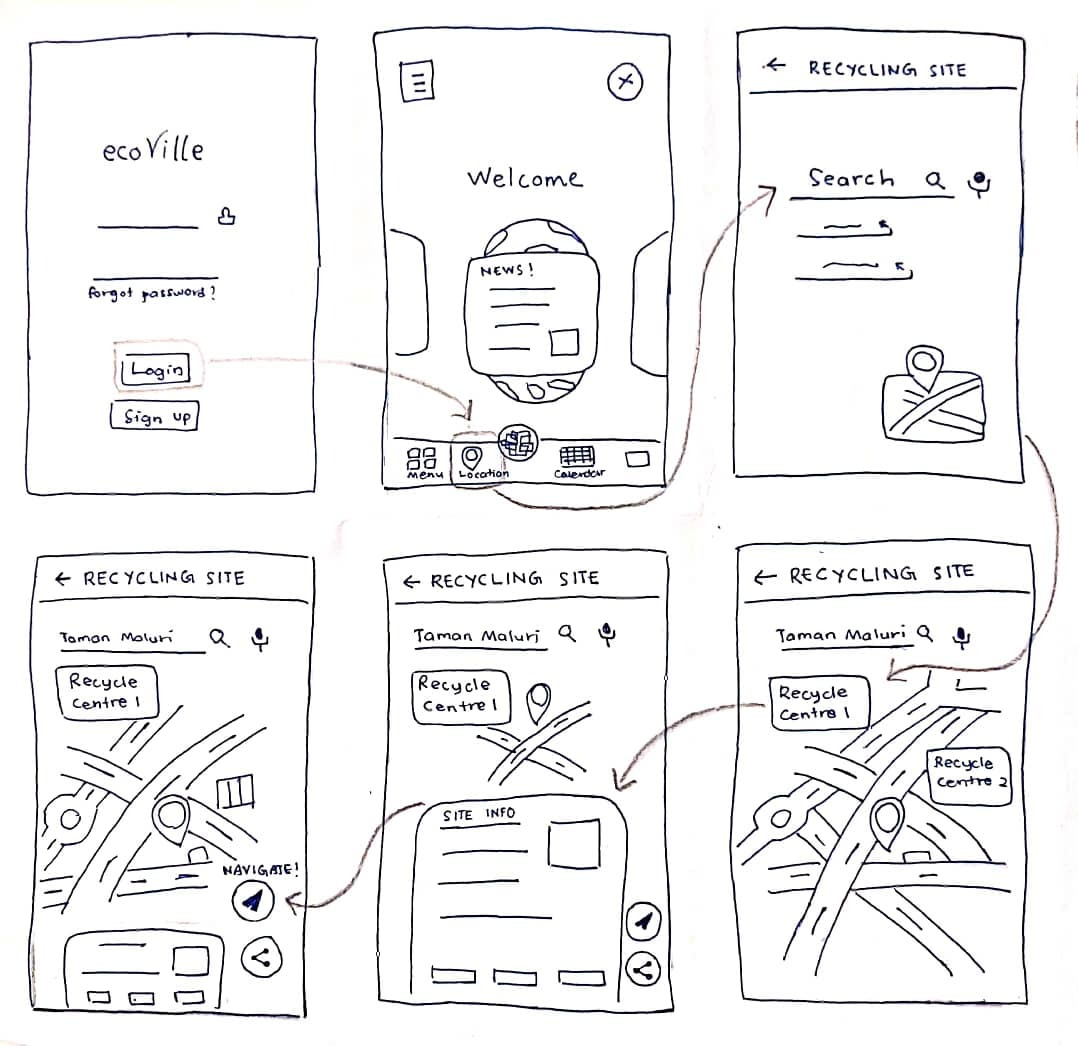 ecoVille
forgot password?
Login
Sign up
Welcome
NEWS!
Menu
Location
Calendar
← RECYCLING SITE
Search
← RECYCLING SITE
Taman Maluri
Recycle
Centre 1
NAVIGATE!
← RECYCLING SITE
Taman Maluri
Recycle
Centre 1
SITE INFO
← RECYCLING SITE
Taman Maluri
Recycle
Centre 1
Recycle
Centre 2